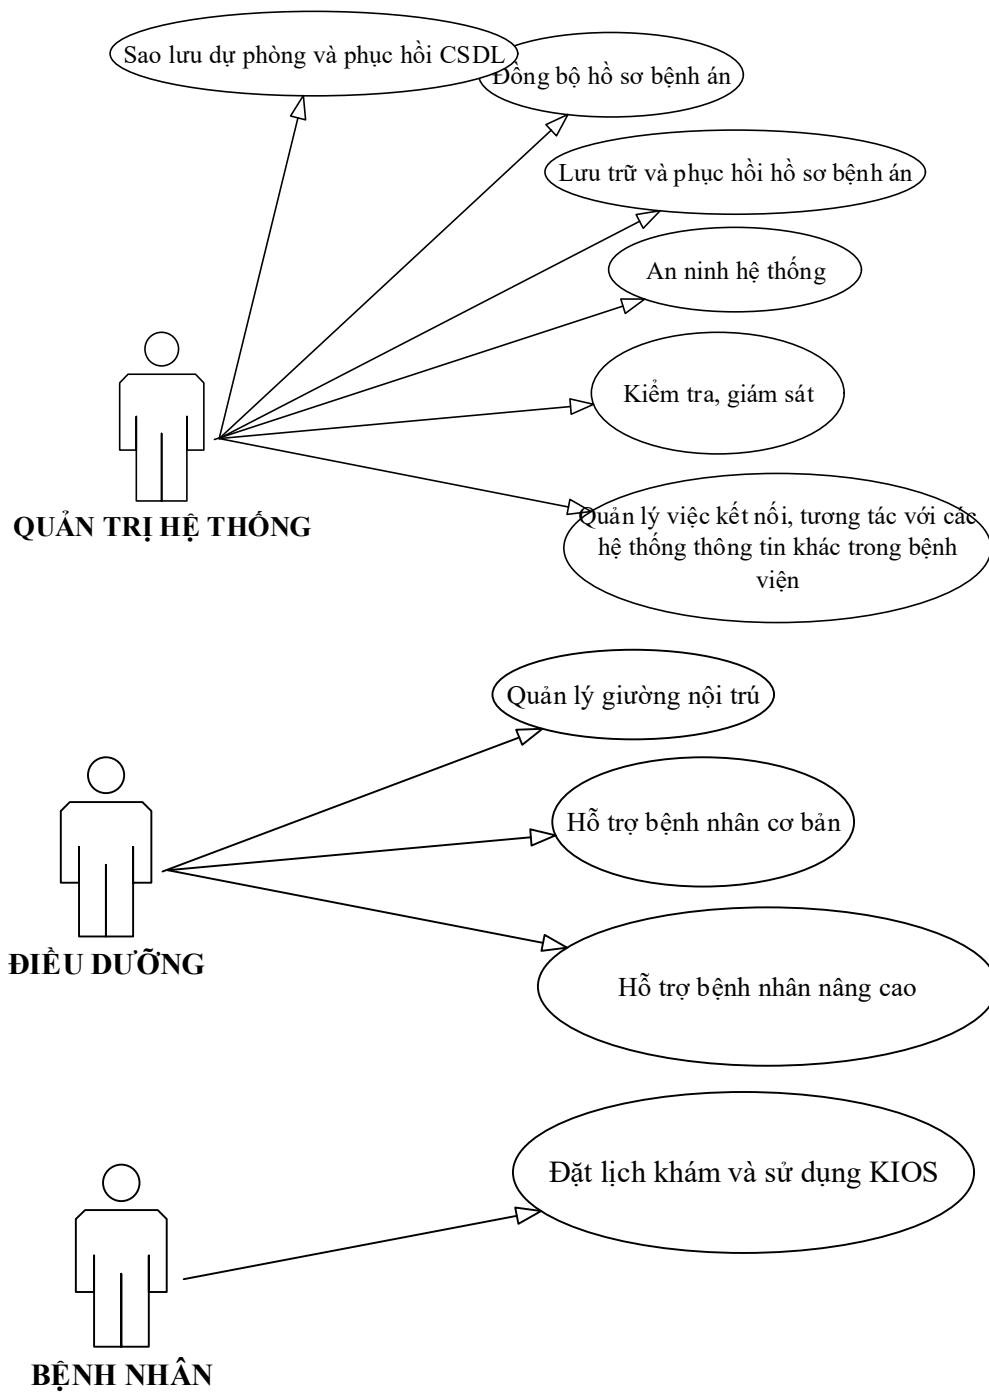 Sao lưu dự phòng và phục hồi CSDL
Đồng bộ hồ sơ bệnh án
Lưu trữ và phục hồi hồ sơ bệnh án
An ninh hệ thống
Kiểm tra, giám sát
QUẢN TRỊ HỆ THỐNG
Quản lý việc kết nối, tương tác với các
hệ thống thông tin khác trong bệnh
viện
Quản lý giường nội trú
Hỗ trợ bệnh nhân cơ bản
ĐIỀU DƯỠNG
Hỗ trợ bệnh nhân nâng cao
Đặt lịch khám và sử dụng KIOS
BỆNH NHÂN